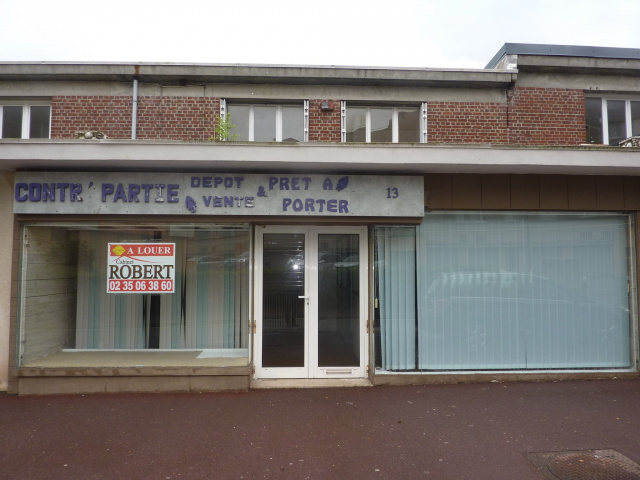 CONTR'PARTIE
DEPOT
& VENTE
PRET A
PORTER
13
A LOUER
Cabinet
ROBERT
02 35 06 38 60